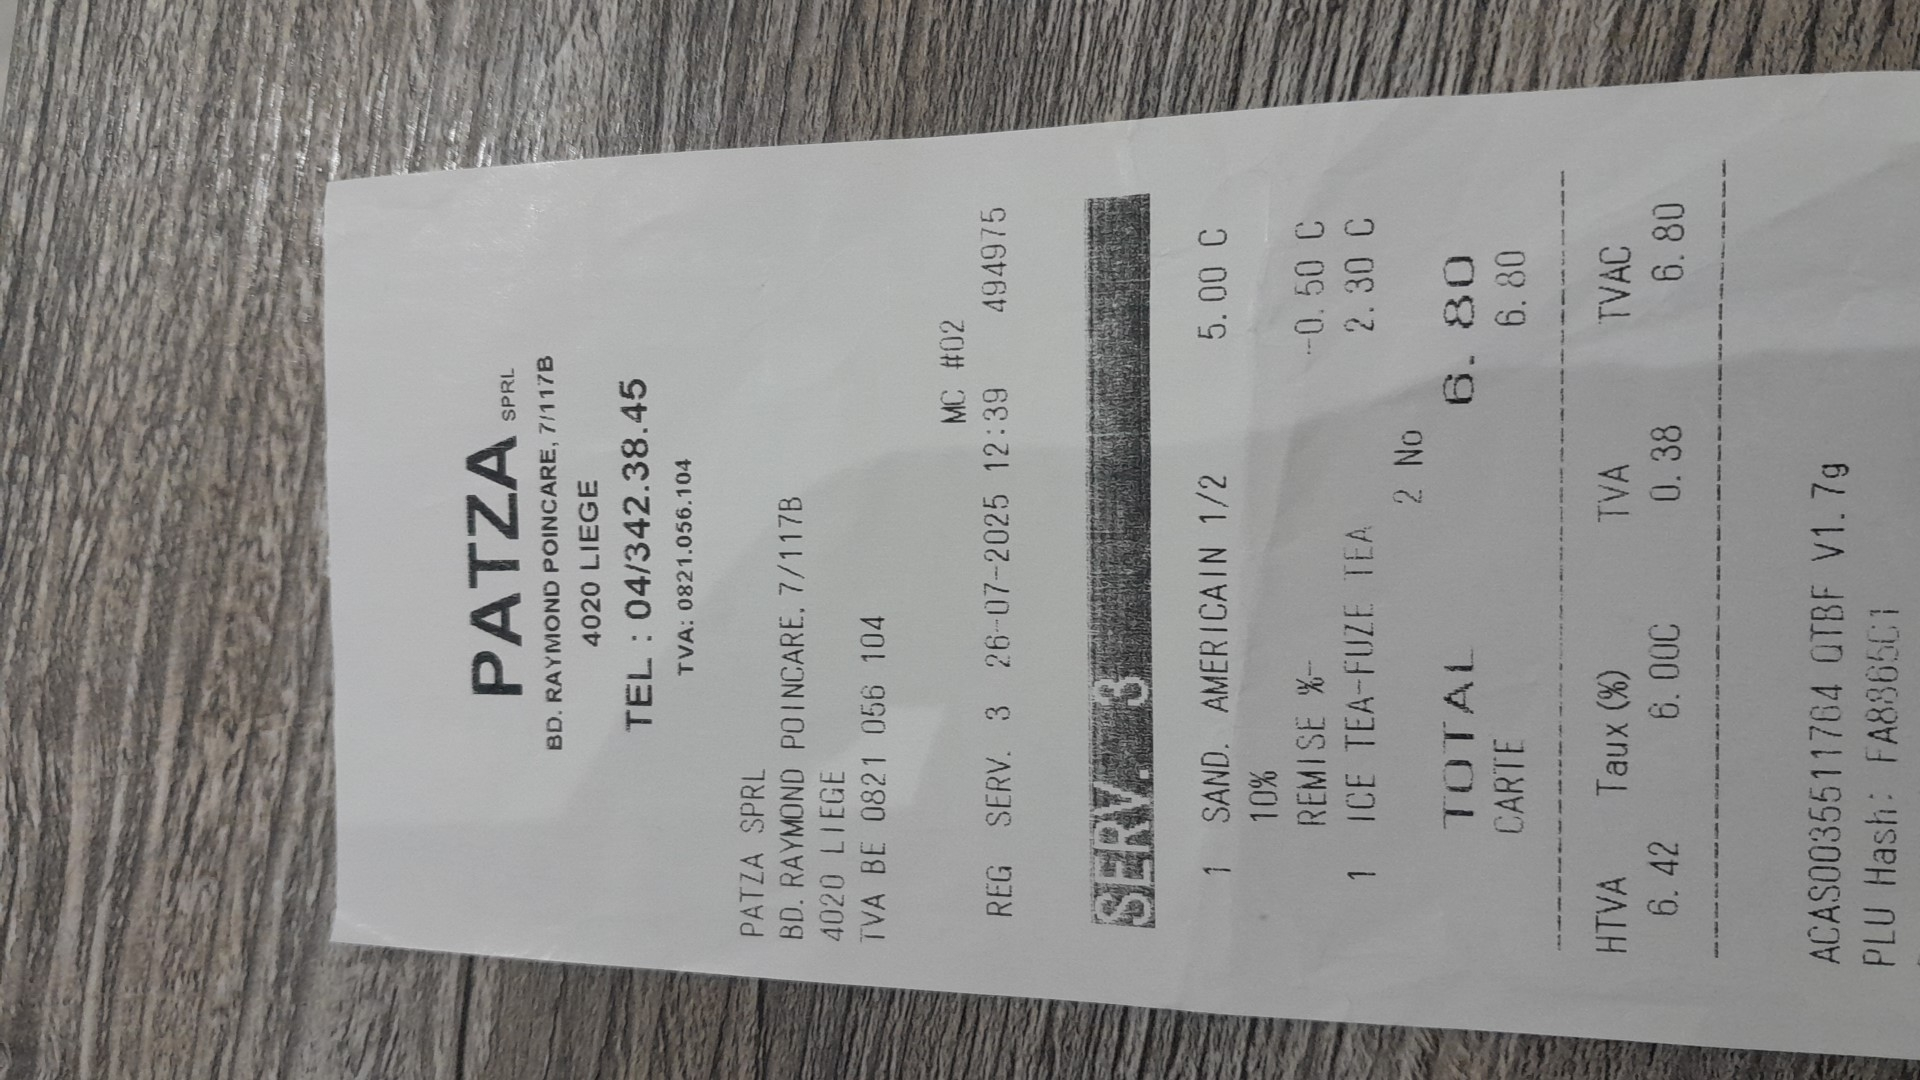 PATZA SPRL
BD. RAYMOND POINCARE, 7/117B
4020 LIEGE
TEL : 04/342.38.45
TVA: 0821.056.104
PATZA SPRL
BD. RAYMOND POINCARE, 7/117B
4020 LIEGE
TVA BE 0821 056 104
MC #02
REG SERV. 3 26-07-2025 12:39 494975
SERV. 3
1 SAND. AMERICAIN 1/2 5.00 C
10%
REMISE %- -0.50 C
1 ICE TEA-FUZE TEA 2.30 C
2 No
TOTAL 6.80
CARTE 6.80
HTVA Taux(%) TVA TVAC
6.42 6.00C 0.38 6.80
ACAS0035511764 QTBF V1.7g
PLU Hash: